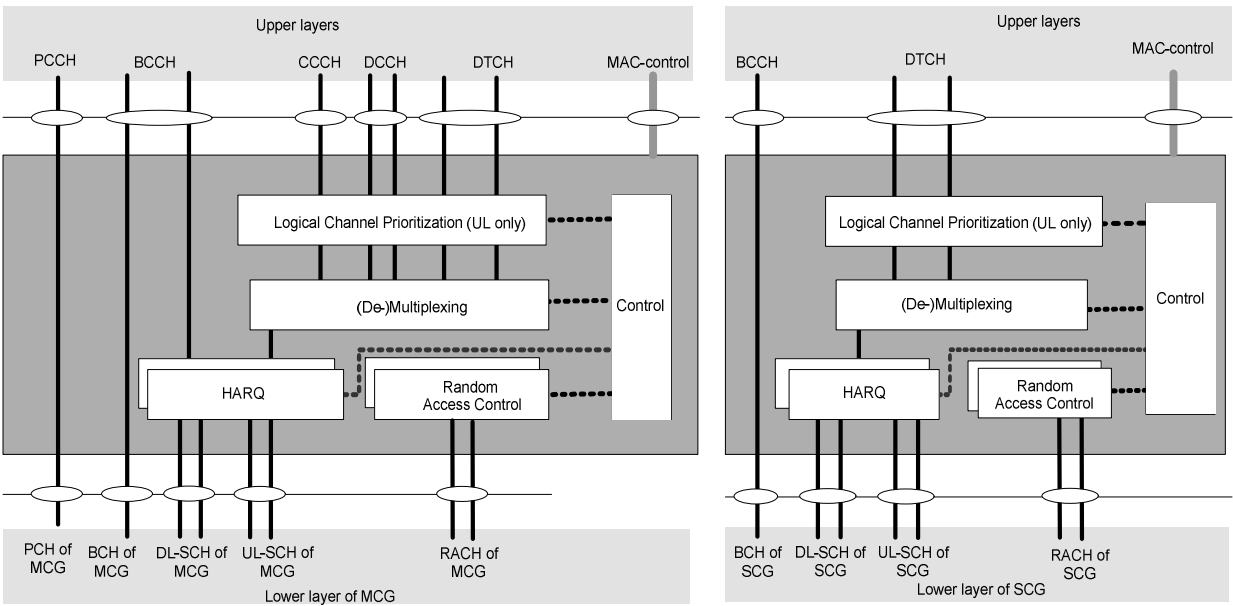 Upper layers
PCCH
BCCH
CCCH
DCCH
DTCH
MAC-control
Logical Channel Prioritization (UL only)
(De-)Multiplexing
Control
HARQ
Random
Access Control
PCH of
MCG
BCH of
MCG
DL-SCH of
MCG
UL-SCH of
MCG
RACH of
MCG
Lower layer of MCG
Upper layers
BCCH
DTCH
MAC-control
Logical Channel Prioritization (UL only)
(De-)Multiplexing
Control
HARQ
Random
Access Control
BCH of
SCG
DL-SCH of
SCG
UL-SCH of
SCG
RACH of
SCG
Lower layer of SCG